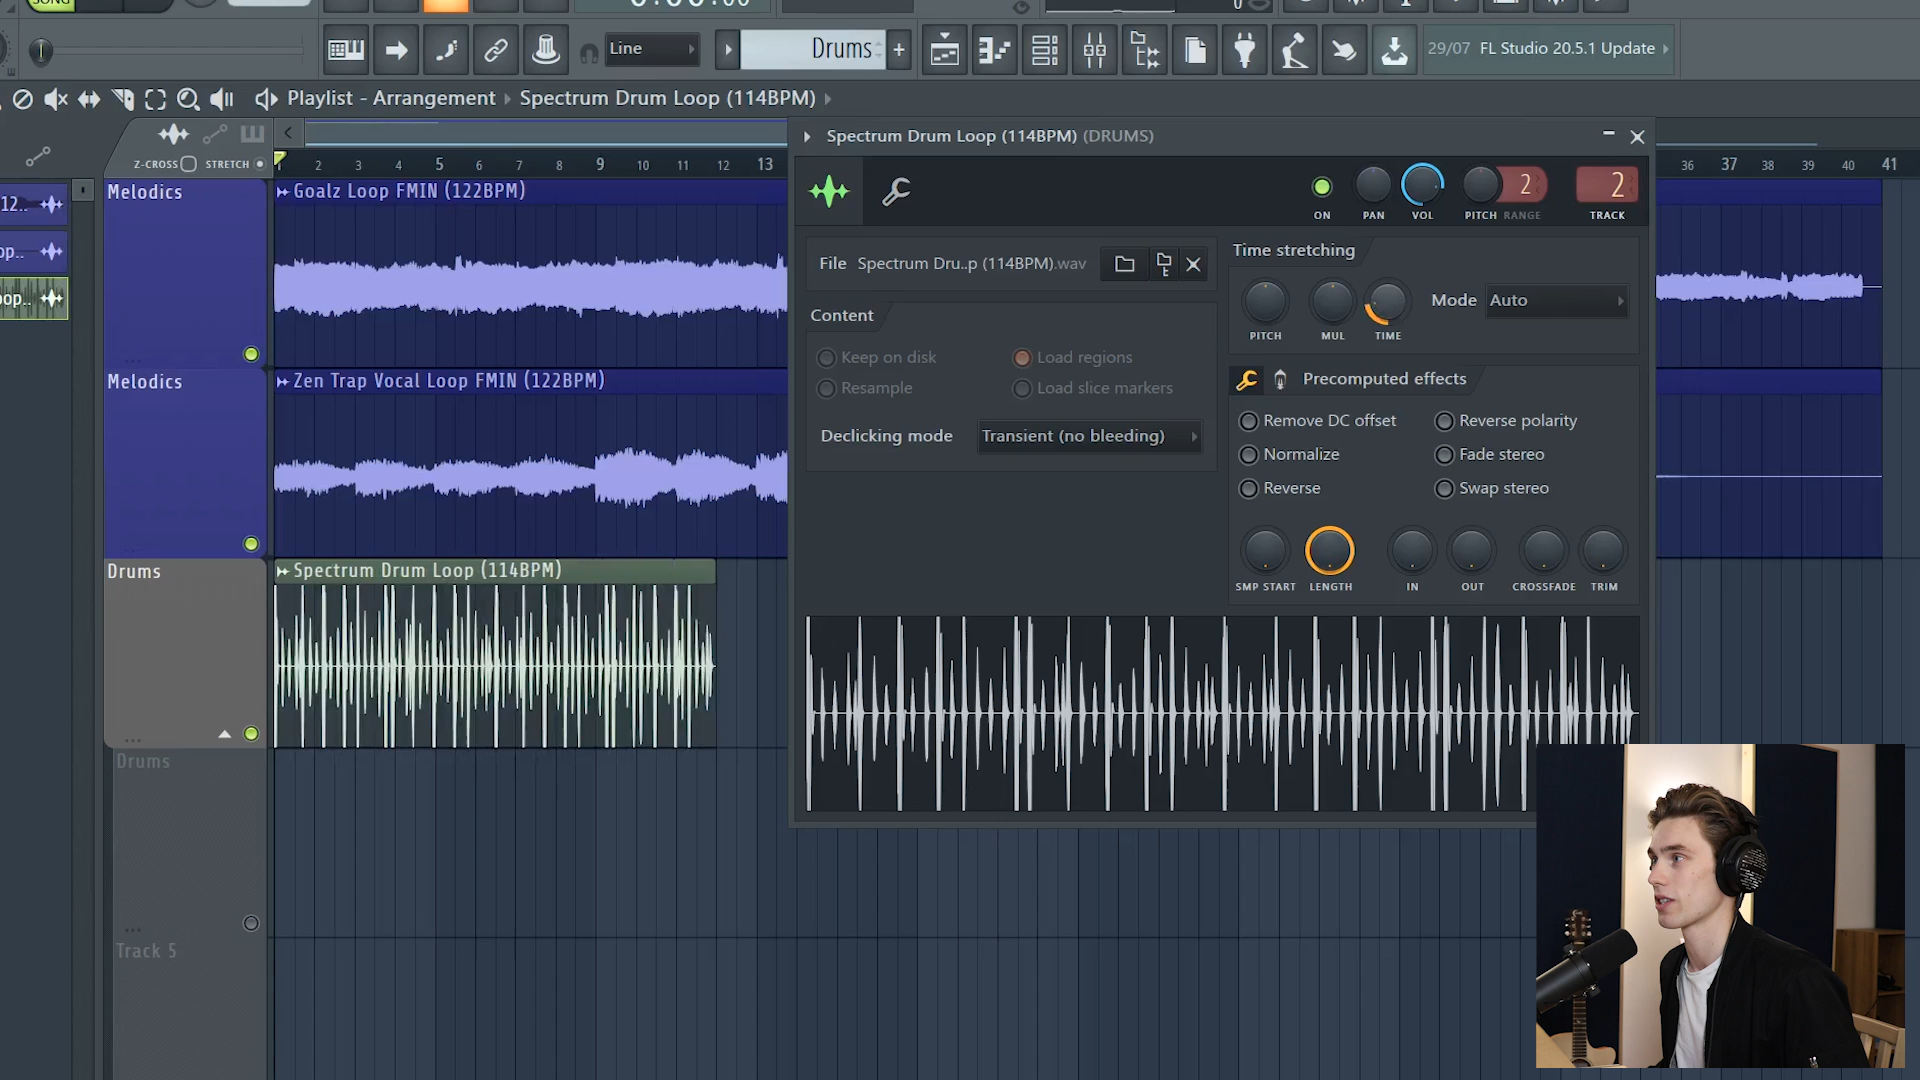 SONG
0:00:00
0
Line
Drums
+
29/07 FL Studio 20.5.1 Update
Playlist - Arrangement › Spectrum Drum Loop (114BPM) ›
Z-CROSS STRETCH
2 3 4 5 6 7 8 9 10 11 12 13
36 37 38 39 40 41
12..
op..
oop..
Melodics
Goalz Loop FMIN (122BPM)
Melodics
Zen Trap Vocal Loop FMIN (122BPM)
Drums
Spectrum Drum Loop (114BPM)
Drums
Track 5
Spectrum Drum Loop (114BPM) (DRUMS)
2
2
ON PAN VOL PITCH RANGE TRACK
File Spectrum Dru..p (114BPM).wav
Content
Keep on disk
Load regions
Resample
Load slice markers
Declicking mode Transient (no bleeding)
Time stretching
Mode Auto
PITCH MUL TIME
Precomputed effects
Remove DC offset
Reverse polarity
Normalize
Fade stereo
Reverse
Swap stereo
SMP START LENGTH IN OUT CROSSFADE TRIM